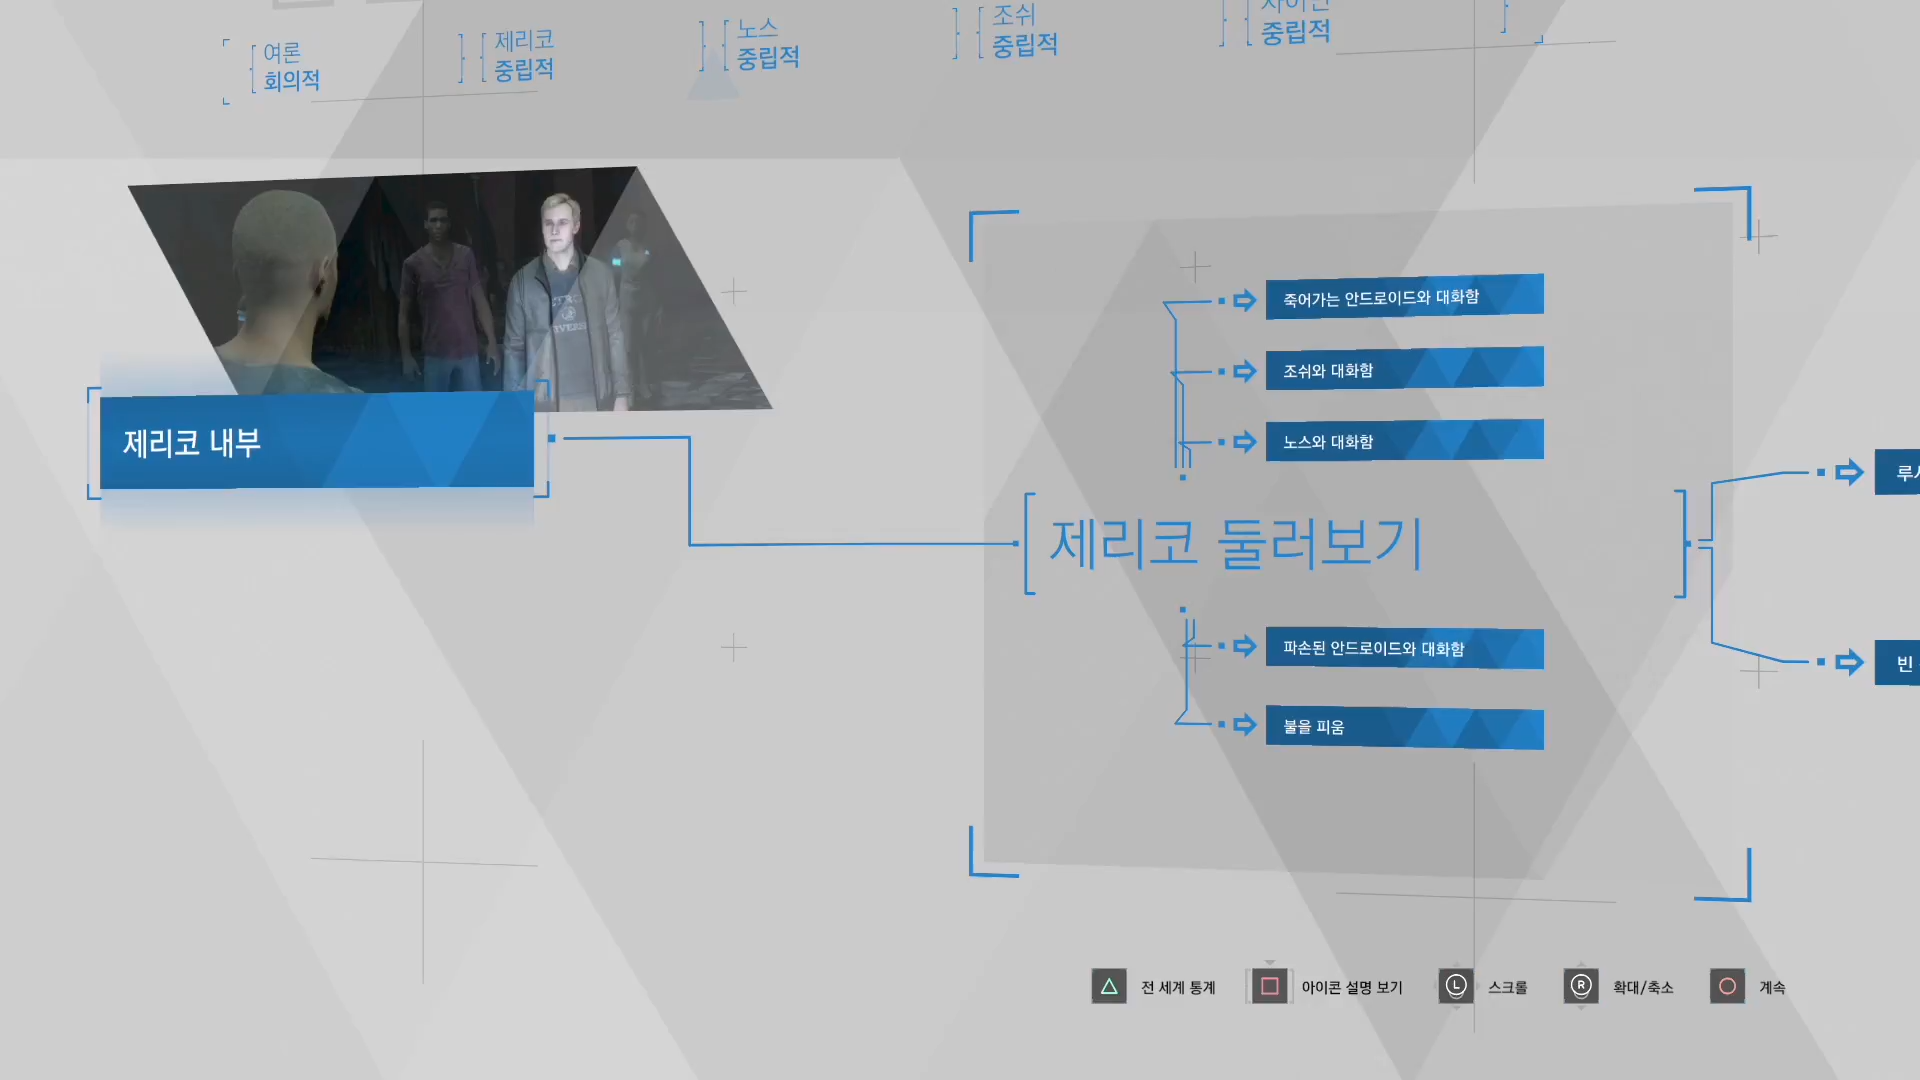 여론
회의적
제리코
중립적
노스
중립적
조쉬
중립적
중립적
제리코 내부
죽어가는 안드로이드와 대화함
조쉬와 대화함
노스와 대화함
제리코 둘러보기
파손된 안드로이드와 대화함
불을 피움
빈
전 세계 통계
아이콘 설명 보기
L
스크롤
R
확대/축소
계속